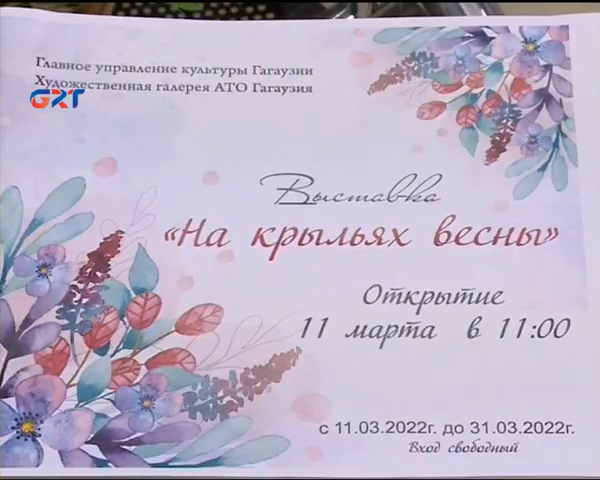 Главное управление культуры Гагаузии
Художественная галерея АТО Гагаузия
GRT
Выставка
«На крыльях весны»
Открытие
11 марта в 11:00
с 11.03.2022г. до 31.03.2022г.
Вход свободный